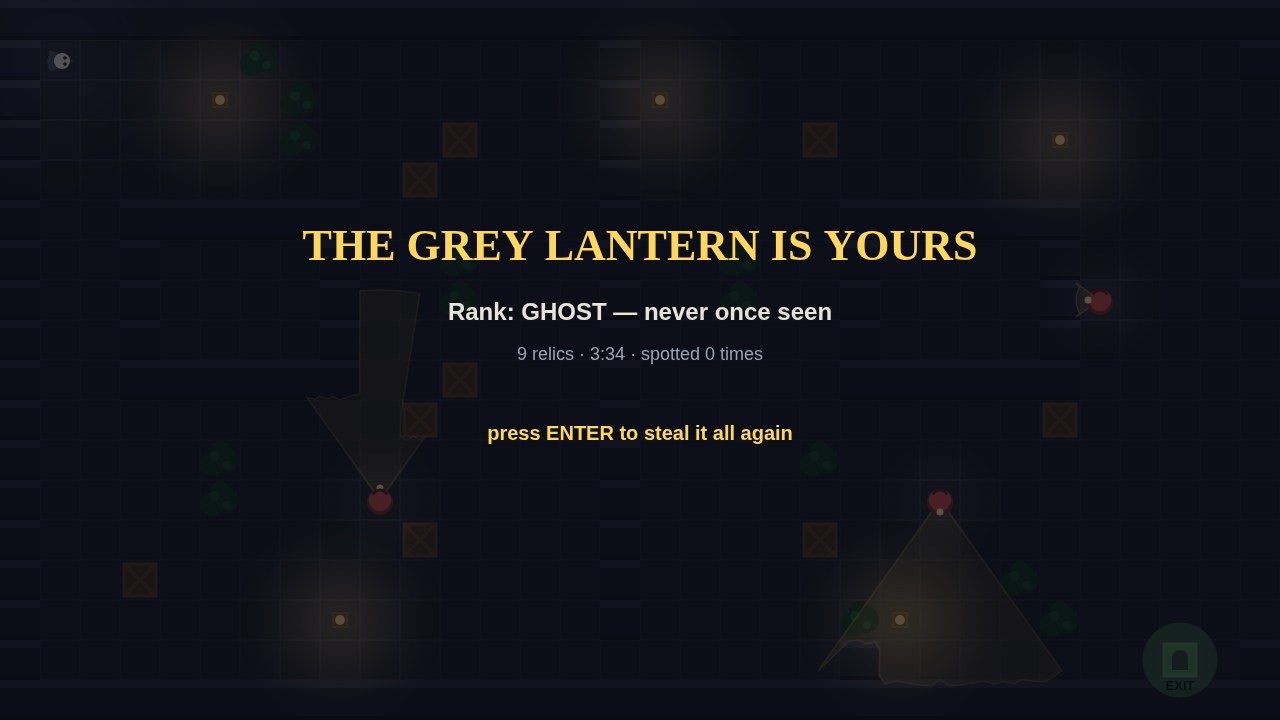 THE GREY LANTERN IS YOURS
Rank: GHOST — never once seen
9 relics · 3:34 · spotted 0 times
press ENTER to steal it all again
EXIT